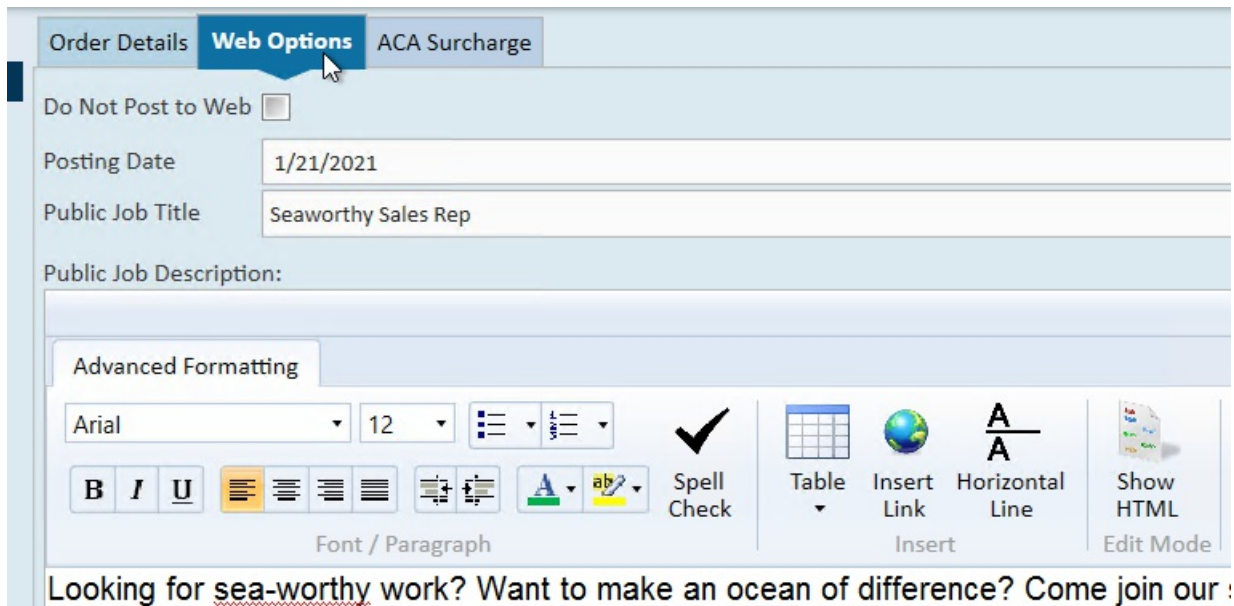 Order Details Web Options ACA Surcharge
Do Not Post to Web
Posting Date 1/21/2021
Public Job Title Seaworthy Sales Rep
Public Job Description:
Advanced Formatting
Arial 12
B I U A ab Spell Check Table Insert Link A A Horizontal Line Show HTML
Font / Paragraph Insert Edit Mode
Looking for sea-worthy work? Want to make an ocean of difference? Come join our